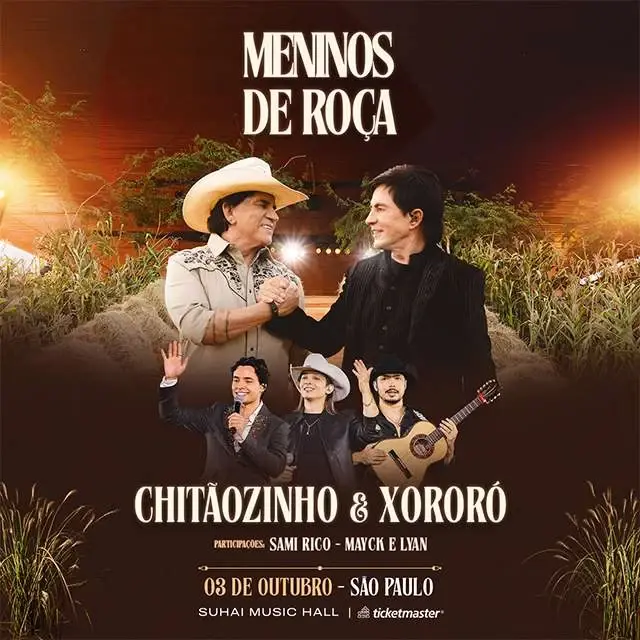 MENINOS
DE ROÇA
CHITÃOZINHO & XORORÓ
PARTICIPAÇÕES: SAMI RICO - MAYCK E LYAN
03 DE OUTUBRO - SÃO PAULO
SUHAI MUSIC HALL | ticketmaster®